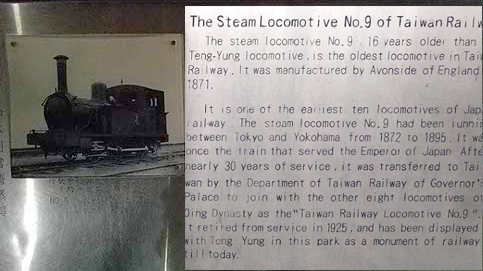 The Steam Locomotive No.9 of Taiwan
The steam locomotive No.9 , 16 years older than
Teng-Yung locomotive , is the oldest locomotive in
Railway . It was manufactured by Avonside of England
1871.
It is one of the earliest ten locomotives of
railway . The steam locomotive No.9 had been
between Tokyo and Yokohama from 1872 to 1895 . It
once the train that served the Emperor of Japan .
nearly 30 years of service , it was transferred to Tai-
wan by the Department of Taiwan Railway of Governor's
Palace to join with the other eight locomotives of
Qing Dynasty as the "Taiwan Railway Locomotive No.9 ".
It retired from service in 1925 , and has been displayed
with Teng Yung in this park as a monument of railway
till today.